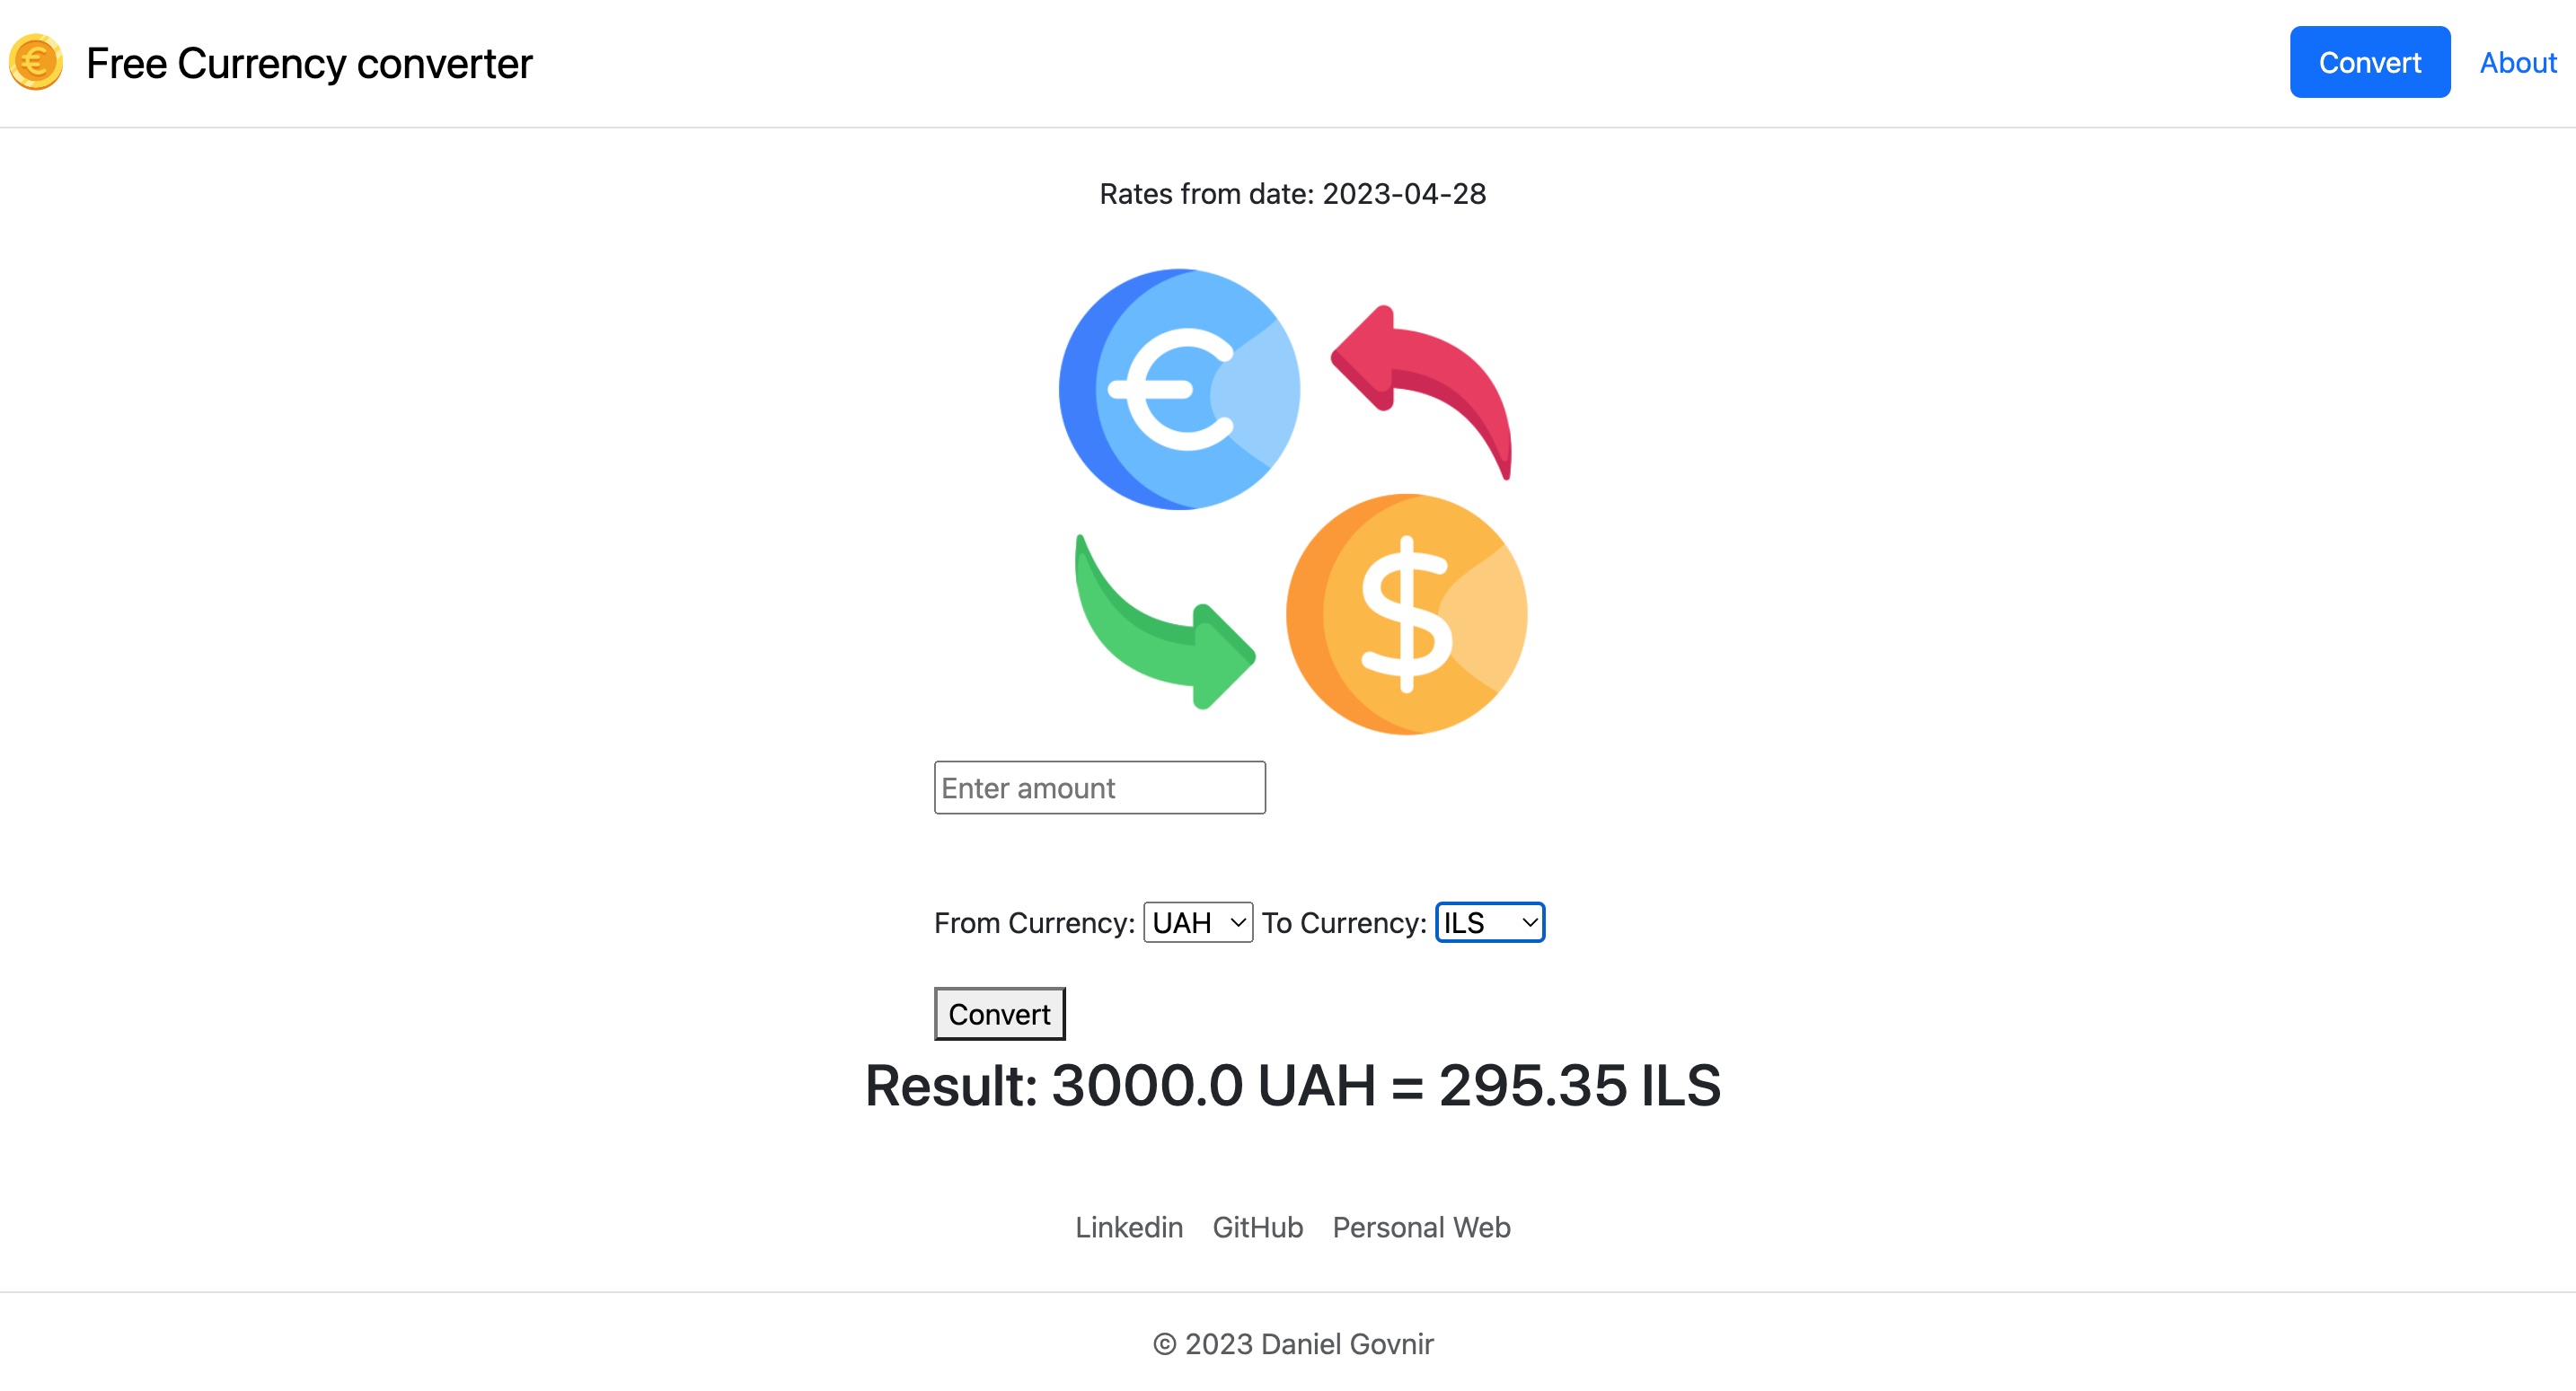 € Free Currency converter Convert About
Rates from date: 2023-04-28
€
$
Enter amount
From Currency: UAH To Currency: ILS
Convert
Result: 3000.0 UAH = 295.35 ILS
Linkedin GitHub Personal Web
© 2023 Daniel Govnir